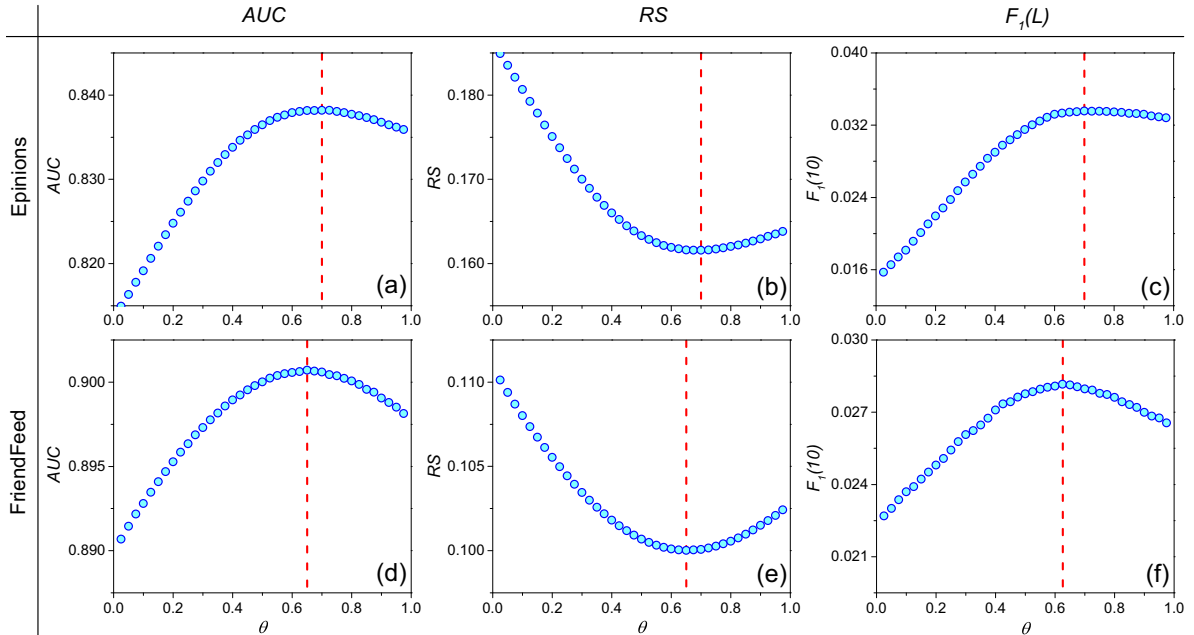 AUC RS F₁(L)
Epinions
AUC
0.840
0.830
0.820
0.0 0.2 0.4 0.6 0.8 1.0
(a)
RS
0.180
0.170
0.160
0.0 0.2 0.4 0.6 0.8 1.0
(b)
F₁(10)
0.040
0.032
0.024
0.016
0.0 0.2 0.4 0.6 0.8 1.0
(c)
FriendFeed
AUC
0.900
0.895
0.890
0.0 0.2 0.4 0.6 0.8 1.0
θ
(d)
RS
0.110
0.105
0.100
0.0 0.2 0.4 0.6 0.8 1.0
θ
(e)
F₁(10)
0.030
0.027
0.024
0.021
0.0 0.2 0.4 0.6 0.8 1.0
θ
(f)